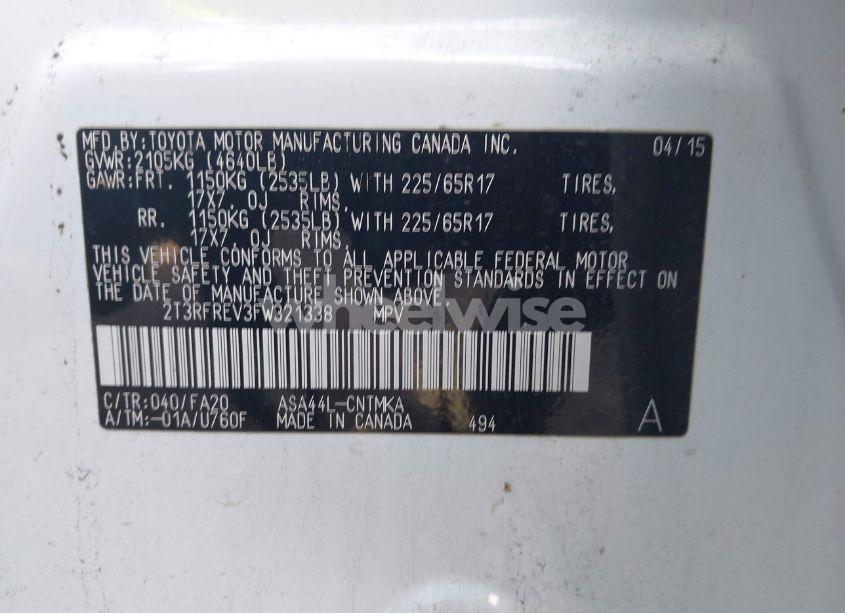 MFD.BY:TOYOTA MOTOR MANUFACTURING CANADA INC. 04/15
GVWR:2105KG (4640LB)
GAWR:FRT. 1150KG (2535LB) WITH 225/65R17 TIRES,
17X7. 0J RIMS,
RR. 1150KG (2535LB) WITH 225/65R17 TIRES,
17X7. 0J RIMS.
THIS VEHICLE CONFORMS TO ALL APPLICABLE FEDERAL MOTOR
VEHICLE SAFETY AND THEFT PREVENTION STANDARDS IN EFFECT ON
THE DATE OF MANUFACTURE SHOWN ABOVE.
2T3RFREV3FW321338 MPV
wheelwise
C/TR:040/FA20 ASA44L-CNTMKA
A/TM:-01A/U760F MADE IN CANADA 494 A